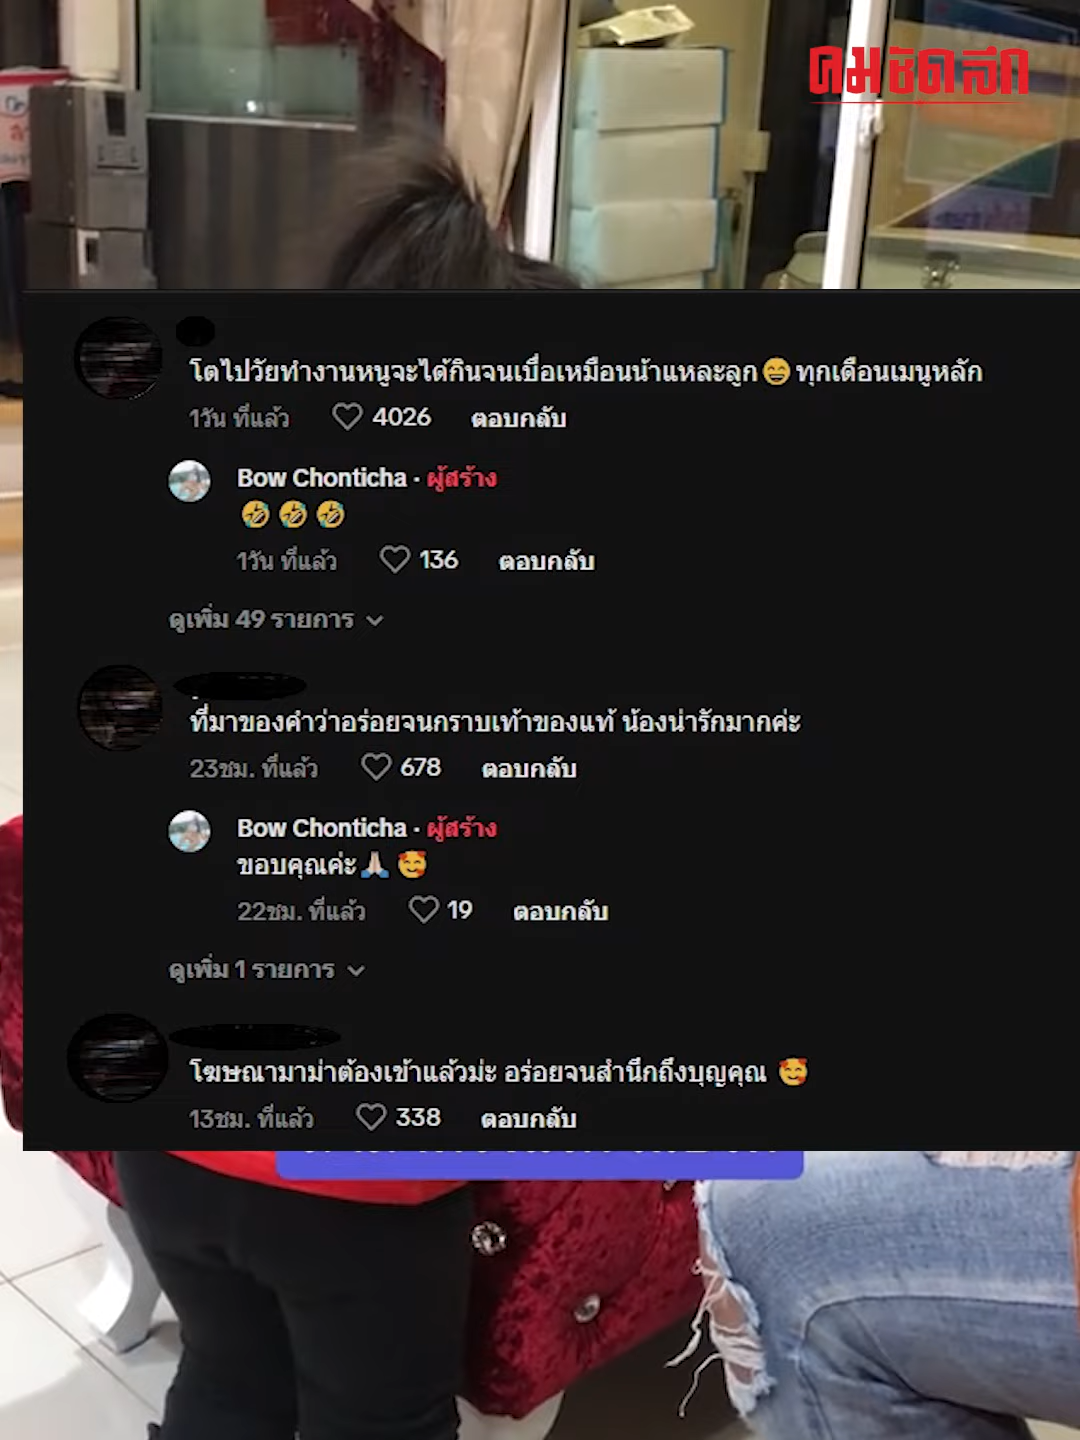 คมชัดลึก
โตไปวัยทำงานหนูจะได้กินจนเบื่อเหมือนน้าแหละลูก😄 ทุกเดือนเมนูหลัก
1วัน ที่แล้ว 4026 ตอบกลับ
Bow Chonticha · ผู้สร้าง
🤣🤣🤣
1วัน ที่แล้ว 136 ตอบกลับ
ดูเพิ่ม 49 รายการ
ที่มาของคำว่าอร่อยจนกราบเท้าของแท้ น้องน่ารักมากค่ะ
23ชม. ที่แล้ว 678 ตอบกลับ
Bow Chonticha · ผู้สร้าง
ขอบคุณค่ะ🙏🏻🥰
22ชม. ที่แล้ว 19 ตอบกลับ
ดูเพิ่ม 1 รายการ
โฆษณามาม่าต้องเข้าแล้วม่ะ อร่อยจนสำนึกถึงบุญคุณ 🥰
13ชม. ที่แล้ว 338 ตอบกลับ